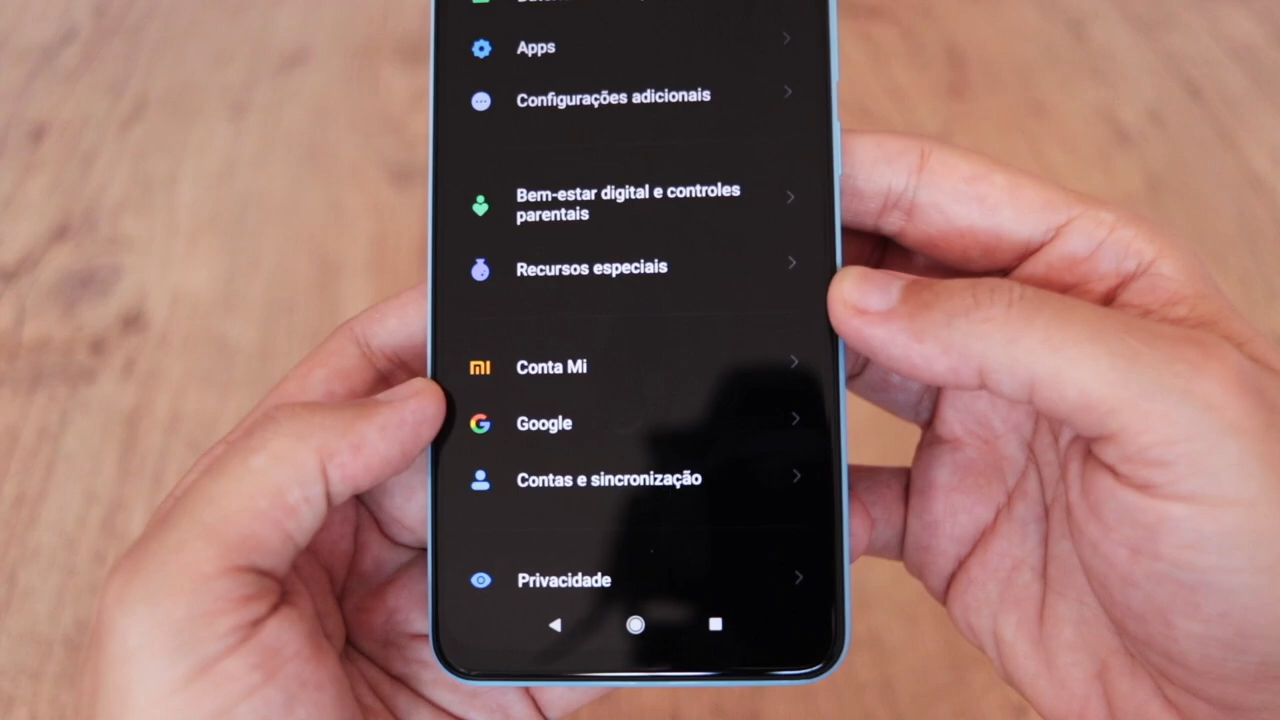 Apps
Configurações adicionais
Bem-estar digital e controles
parentais
Recursos especiais
Conta Mi
Google
Contas e sincronização
Privacidade